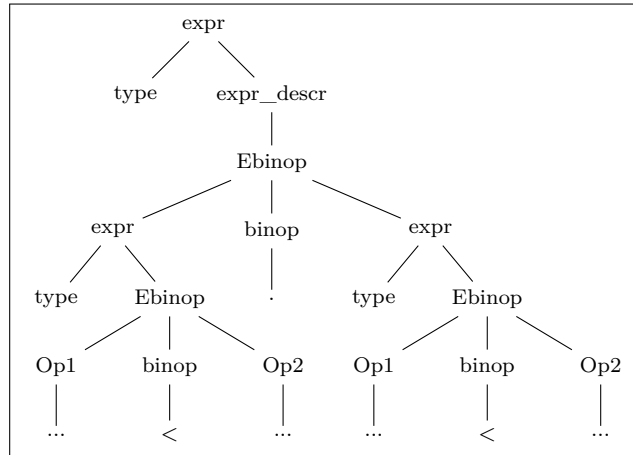 expr
type expr_descr
Ebinop
expr binop expr
type Ebinop . type Ebinop
Op1 binop Op2 Op1 binop Op2
... < ... ... < ...